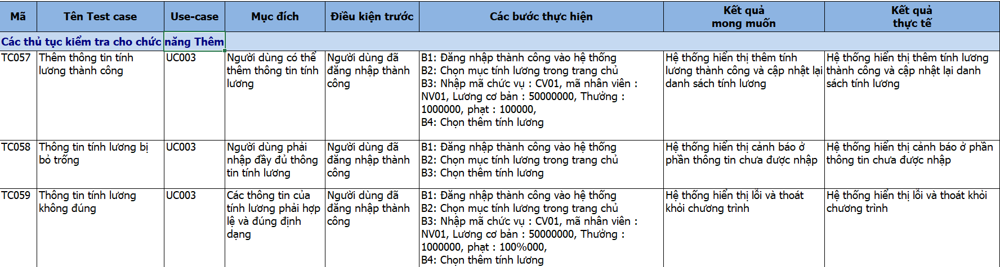 Mã
Tên Test case
Use-case
Mục đích
Điều kiện trước
Các bước thực hiện
Kết quả
mong muốn
Kết quả
thực tế
Các thủ tục kiểm tra cho chức năng Thêm
TC057
Thêm thông tin tính
lương thành công
UC003
Người dùng có thể
thêm thông tin tính
lương
Người dùng đã
đăng nhập thành
công
B1: Đăng nhập thành công vào hệ thống
B2: Chọn mục tính lương trong trang chủ
B3: Nhập mã chức vụ : CV01, mã nhân viên :
NV01, Lương cơ bản : 50000000, Thưởng :
1000000, phạt : 100000,
B4: Chọn thêm tính lương
Hệ thống hiển thị thêm tính
lương thành công và cập nhật lại
danh sách tính lương
Hệ thống hiển thị thêm tính lương
thành công và cập nhật lại danh
sách tính lương
TC058
Thông tin tính lương bị
bỏ trống
UC003
Người dùng phải
nhập đầy đủ thông
tin tính lương
Người dùng đã
đăng nhập thành
công
B1: Đăng nhập thành công vào hệ thống
B2: Chọn mục tính lương trong trang chủ
B3: Chọn thêm tính lương
Hệ thống hiển thị cảnh báo ở
phần thông tin chưa được nhập
Hệ thống hiển thị cảnh báo ở phần
thông tin chưa được nhập
TC059
Thông tin tính lương
không đúng
UC003
Các thông tin của
tính lương phải hợp
lệ và đúng định
dạng
Người dùng đã
đăng nhập thành
công
B1: Đăng nhập thành công vào hệ thống
B2: Chọn mục tính lương trong trang chủ
B3: Nhập mã chức vụ : CV01, mã nhân viên :
NV01, Lương cơ bản : 50000000, Thưởng :
1000000, phạt : 100%000,
B4: Chọn thêm tính lương
Hệ thống hiển thị lỗi và thoát
khỏi chương trình
Hệ thống hiển thị lỗi và thoát khỏi
chương trình